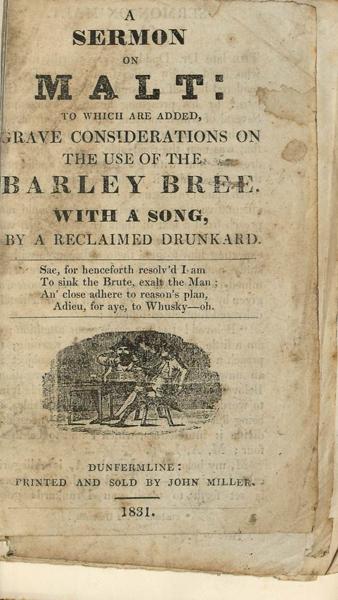 A
SERMON
ON
MALT:
TO WHICH ARE ADDED,
GRAVE CONSIDERATIONS ON
THE USE OF THE
BARLEY BREE.
WITH A SONG,
BY A RECLAIMED DRUNKARD.
Sae, for henceforth resolv'd I am
To sink the Brute, exalt the Man;
An' close adhere to reason's plan,
Adieu, for aye, to Whusky—oh.
DUNFERMLINE:
PRINTED AND SOLD BY JOHN MILLER.
1831.